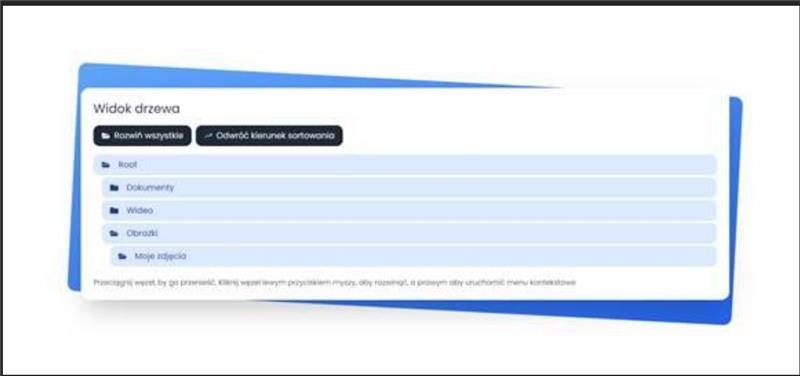 Widok drzewa
Rozwiń wszystkie Odwróć kierunek sortowania
Root
Dokumenty
Wideo
Obrazki
Moje zdjęcia
Przeciągnij węzeł, by go przenieść. Kliknij węzeł lewym przyciskiem myszy, aby rozwinąć, a prawym aby uruchomić menu kontekstowe.